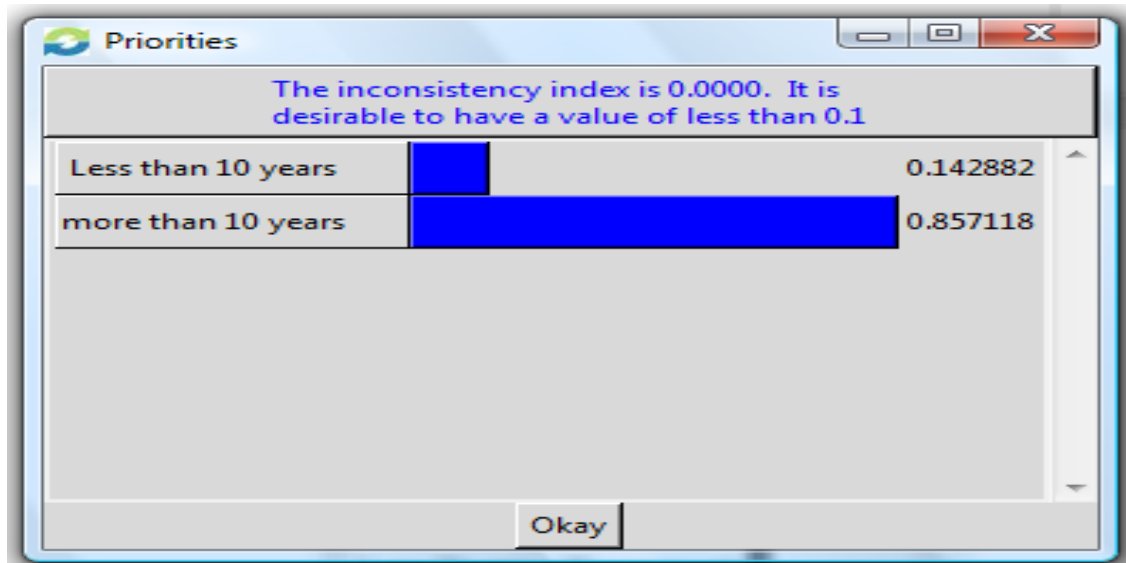 Priorities
The inconsistency index is 0.0000. It is
desirable to have a value of less than 0.1
Less than 10 years 0.142882
more than 10 years 0.857118
Okay